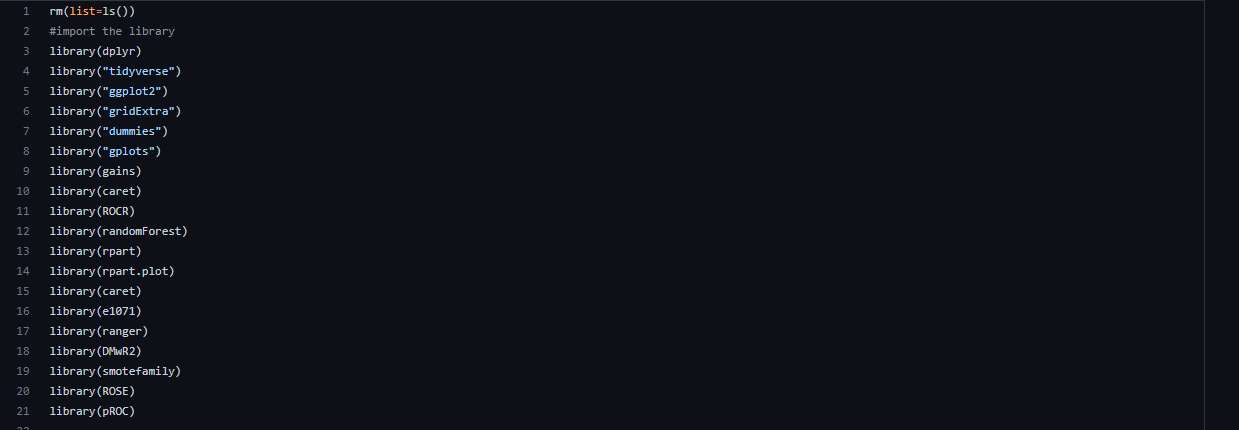 1 rm(list=ls())
2 #import the library
3 library(dplyr)
4 library("tidyverse")
5 library("ggplot2")
6 library("gridExtra")
7 library("dummies")
8 library("gplots")
9 library(gains)
10 library(caret)
11 library(ROCR)
12 library(randomForest)
13 library(rpart)
14 library(rpart.plot)
15 library(caret)
16 library(e1071)
17 library(ranger)
18 library(DMwR2)
19 library(smotefamily)
20 library(ROSE)
21 library(pROC)